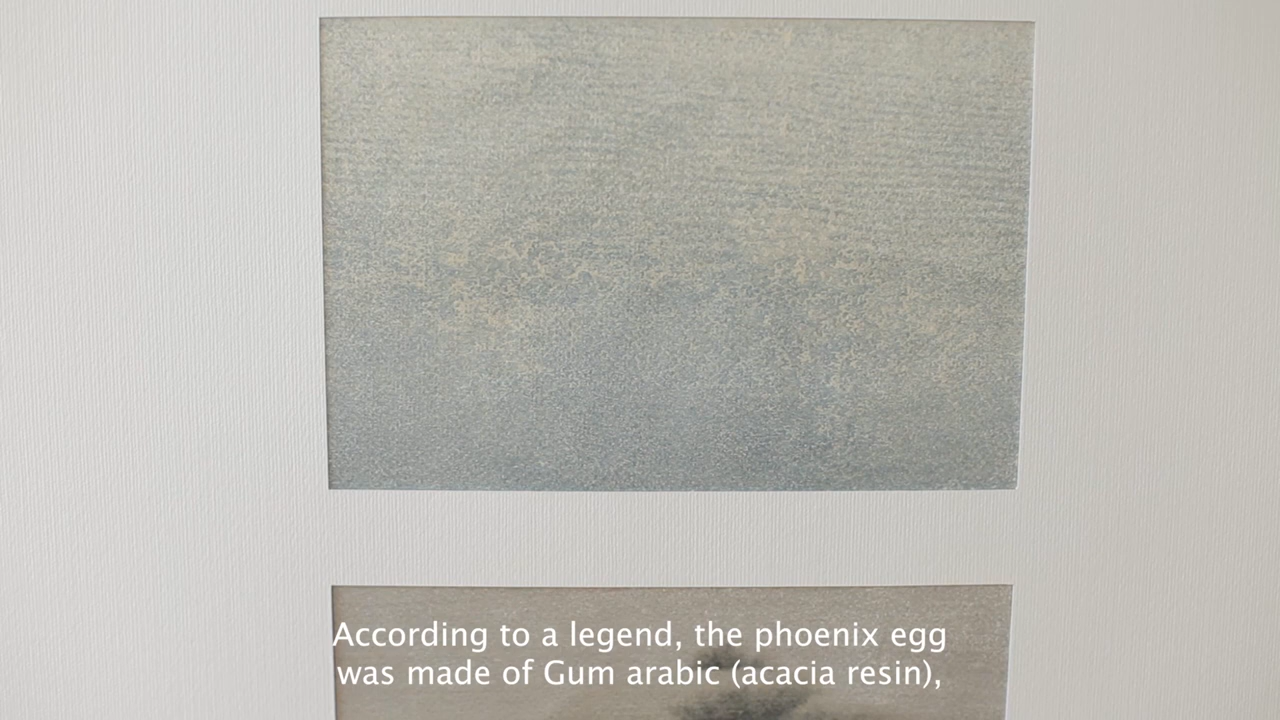 According to a legend, the phoenix egg
was made of Gum arabic (acacia resin),